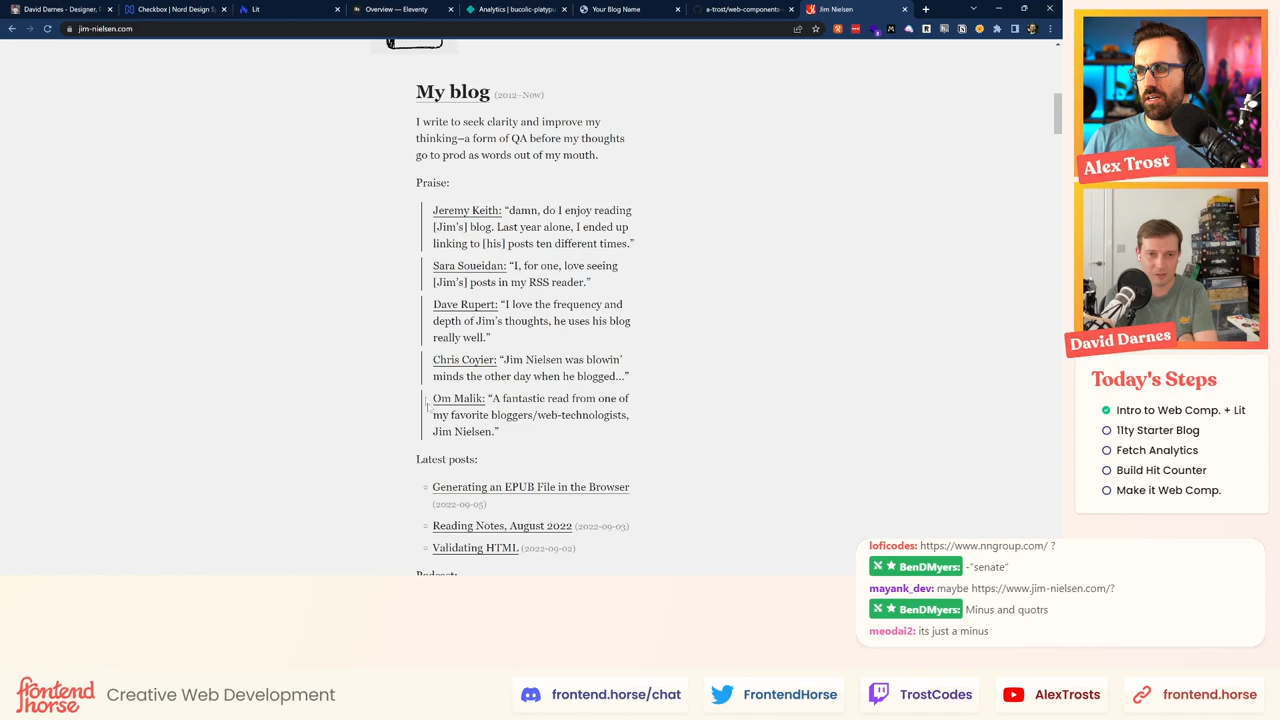 David Darnes - Designer, F
Checkbox | Nord Design S
Lit
Overview — Eleventy
Analytics | bucolic-platyp
Your Blog Name
a-trost/web-components-
Jim Nielsen
jim-nielsen.com
My blog (2012–Now)
I write to seek clarity and improve my
thinking—a form of QA before my thoughts
go to prod as words out of my mouth.
Praise:
Jeremy Keith: “damn, do I enjoy reading
[Jim’s] blog. Last year alone, I ended up
linking to [his] posts ten different times.”
Sara Soueidan: “I, for one, love seeing
[Jim’s] posts in my RSS reader.”
Dave Rupert: “I love the frequency and
depth of Jim’s thoughts, he uses his blog
really well.”
Chris Coyier: “Jim Nielsen was blowin’
minds the other day when he blogged…”
Om Malik: “A fantastic read from one of
my favorite bloggers/web-technologists,
Jim Nielsen.”
Latest posts:
Generating an EPUB File in the Browser
(2022-09-05)
Reading Notes, August 2022 (2022-09-03)
Validating HTML (2022-09-02)
Podcast:
Alex Trost
David Darnes
Today's Steps
Intro to Web Comp. + Lit
11ty Starter Blog
Fetch Analytics
Build Hit Counter
Make it Web Comp.
loficodes: https://www.nngroup.com/ ?
BenDMyers: -"senate"
mayank_dev: maybe https://www.jim-nielsen.com/?
BenDMyers: Minus and quotrs
meodai2: its just a minus
frontend horse
Creative Web Development
frontend.horse/chat
FrontendHorse
TrostCodes
AlexTrosts
frontend.horse